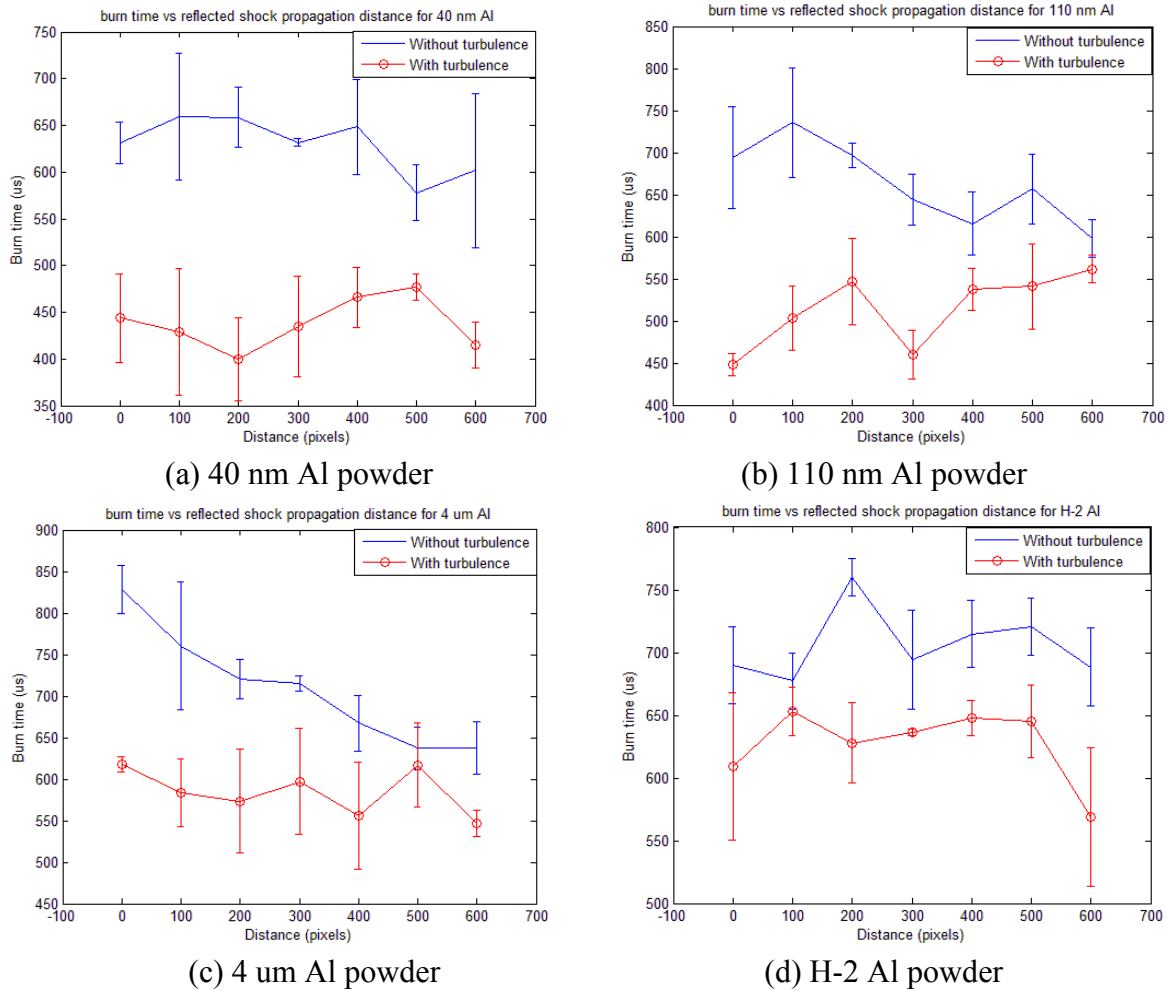 burn time vs reflected shock propagation distance for 40 nm Al
750
700
650
600
550
500
450
400
350
Burn time (us)
Without turbulence
With turbulence
-100 0 100 200 300 400 500 600 700
Distance (pixels)
(a) 40 nm Al powder
burn time vs reflected shock propagation distance for 110 nm Al
850
800
750
700
650
600
550
500
450
400
Burn time (us)
Without turbulence
With turbulence
-100 0 100 200 300 400 500 600 700
Distance (pixels)
(b) 110 nm Al powder
burn time vs reflected shock propagation distance for 4 um Al
900
850
800
750
700
650
600
550
500
450
Burn time (us)
Without turbulence
With turbulence
-100 0 100 200 300 400 500 600 700
Distance (pixels)
(c) 4 um Al powder
burn time vs reflected shock propagation distance for H-2 Al
800
750
700
650
600
550
500
Burn time (us)
Without turbulence
With turbulence
-100 0 100 200 300 400 500 600 700
Distance (pixels)
(d) H-2 Al powder